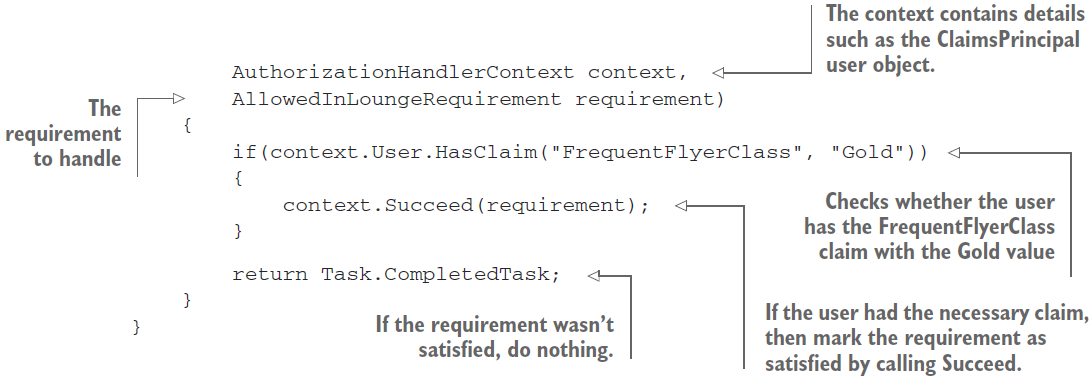 The context contains details
such as the ClaimsPrincipal
user object.
AuthorizationHandlerContext context,
AllowedInLoungeRequirement requirement)
The
requirement
to handle
{
if(context.User.HasClaim("FrequentFlyerClass", "Gold"))
{
context.Succeed(requirement);
}
Checks whether the user
has the FrequentFlyerClass
claim with the Gold value
return Task.CompletedTask;
}
}
If the requirement wasn't
satisfied, do nothing.
If the user had the necessary claim,
then mark the requirement as
satisfied by calling Succeed.